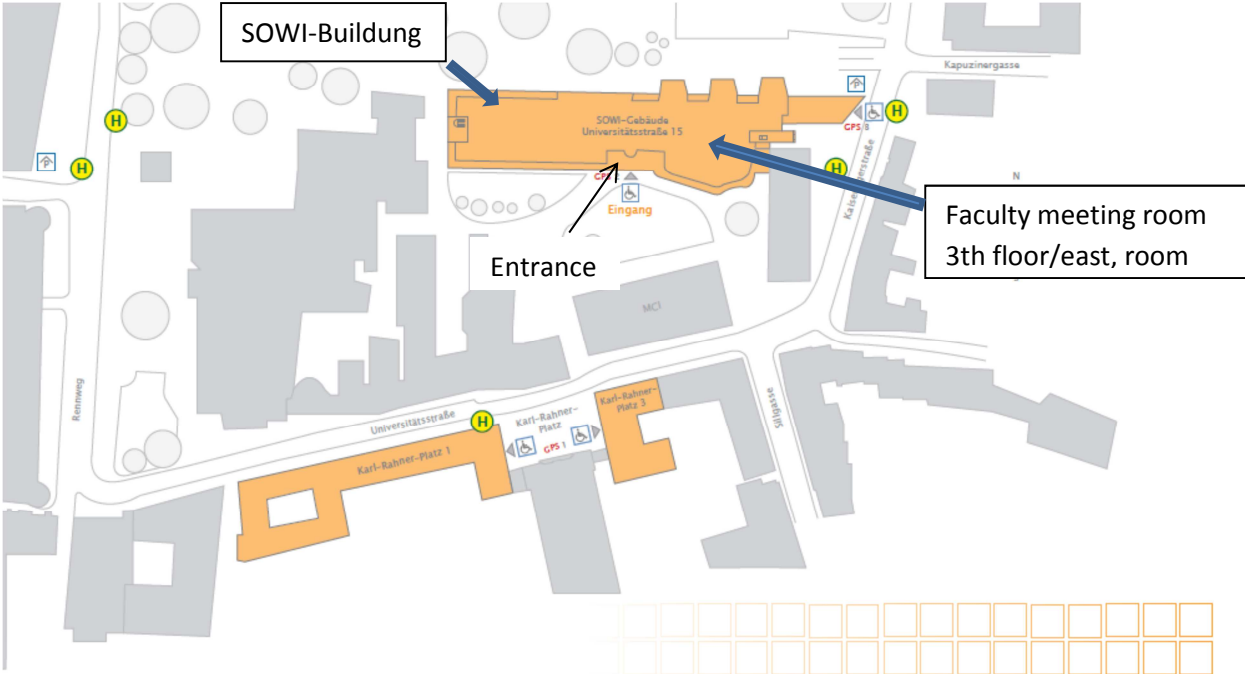 SOWI-Buildung
Kapuzinergasse
P
H
SOWI-Gebäude
Universitätsstraße 15
GPS 8
H
P
H
H
N
Faculty meeting room
3th floor/east, room
GPS
Eingang
Entrance
MCI
Rennweg
Universitätsstraße
H
Karl-Rahner-
Platz
GPS 1
Karl-Rahner-
Platz 3
Sillgasse
Karl-Rahner-Platz 1